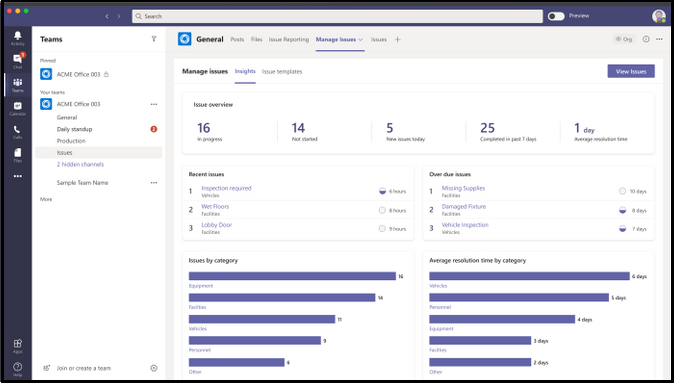 Search
Preview
Activity
Chat
Teams
Calendar
Calls
Files
Apps
Help
Teams
Pinned
ACME Office 003
Your teams
ACME Office 003
General
Daily standup 2
Production
Issues
2 hidden channels
Sample Team Name
More
Join or create a team
General Posts Files Issue Reporting Manage issues Issues
Org
Manage issues Insights Issue templates
View Issues
Issue overview
16 14 5 25 1 day
In progress Not started New issues today Completed in past 7 days Average resolution time
Recent issues
1 Inspection required 6 hours
Vehicles
2 Wet Floors 8 hours
Facilities
3 Lobby Door 9 hours
Facilities
Over due issues
1 Missing Supplies 10 days
Facilities
2 Damaged Fixture 8 days
Facilities
3 Vehicle Inspection 7 days
Vehicles
Issues by category
16
Equipment
14
Facilities
11
Vehicles
9
Personnel
6
Other
Average resolution time by category
6 days
Vehicles
5 days
Personnel
4 days
Equipment
3 days
Facilities
2 days
Other